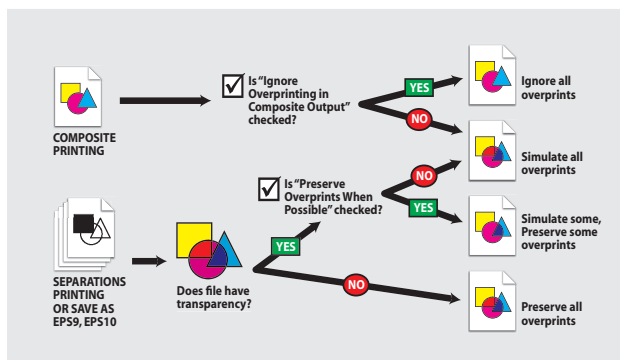 COMPOSITE
PRINTING
Is “Ignore
Overprinting in
Composite Output”
checked?
YES
NO
Ignore all
overprints
Simulate all
overprints
SEPARATIONS
PRINTING
OR SAVE AS
EPS9, EPS10
Does file have
transparency?
YES
Is “Preserve
Overprints When
Possible” checked?
NO
YES
Simulate some,
Preserve some
overprints
NO
Preserve all
overprints